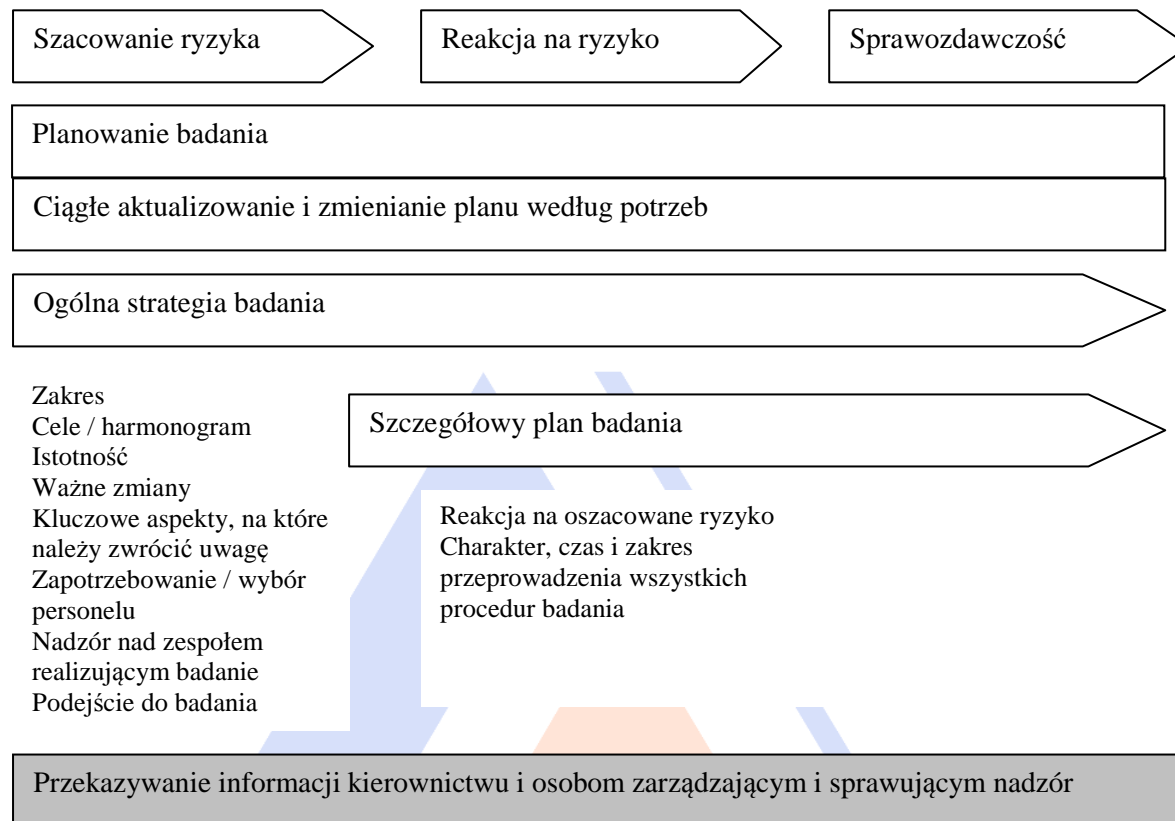 Szacowanie ryzyka
Reakcja na ryzyko
Sprawozdawczość
Planowanie badania
Ciągłe aktualizowanie i zmienianie planu według potrzeb
Ogólna strategia badania
Zakres
Cele / harmonogram
Istotność
Ważne zmiany
Kluczowe aspekty, na które
należy zwrócić uwagę
Zapotrzebowanie / wybór
personelu
Nadzór nad zespołem
realizującym badanie
Podejście do badania
Szczegółowy plan badania
Reakcja na oszacowane ryzyko
Charakter, czas i zakres
przeprowadzenia wszystkich
procedur badania
Przekazywanie informacji kierownictwu i osobom zarządzającym i sprawującym nadzór